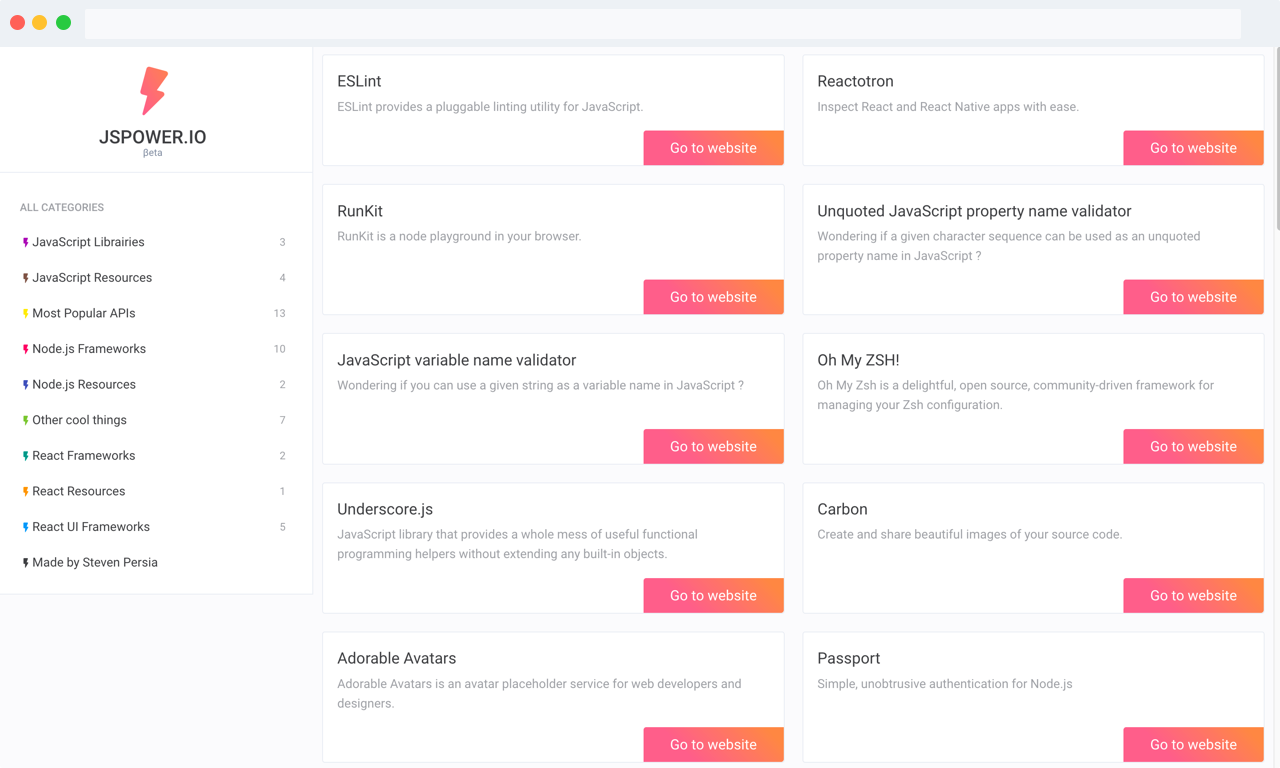 JSPOWER.IO
βeta
ALL CATEGORIES
JavaScript Librairies 3
JavaScript Resources 4
Most Popular APIs 13
Node.js Frameworks 10
Node.js Resources 2
Other cool things 7
React Frameworks 2
React Resources 1
React UI Frameworks 5
Made by Steven Persia
ESLint
ESLint provides a pluggable linting utility for JavaScript.
Go to website
Reactotron
Inspect React and React Native apps with ease.
Go to website
RunKit
RunKit is a node playground in your browser.
Go to website
Unquoted JavaScript property name validator
Wondering if a given character sequence can be used as an unquoted
property name in JavaScript ?
Go to website
JavaScript variable name validator
Wondering if you can use a given string as a variable name in JavaScript ?
Go to website
Oh My ZSH!
Oh My Zsh is a delightful, open source, community-driven framework for
managing your Zsh configuration.
Go to website
Underscore.js
JavaScript library that provides a whole mess of useful functional
programming helpers without extending any built-in objects.
Go to website
Carbon
Create and share beautiful images of your source code.
Go to website
Adorable Avatars
Adorable Avatars is an avatar placeholder service for web developers and
designers.
Go to website
Passport
Simple, unobtrusive authentication for Node.js
Go to website